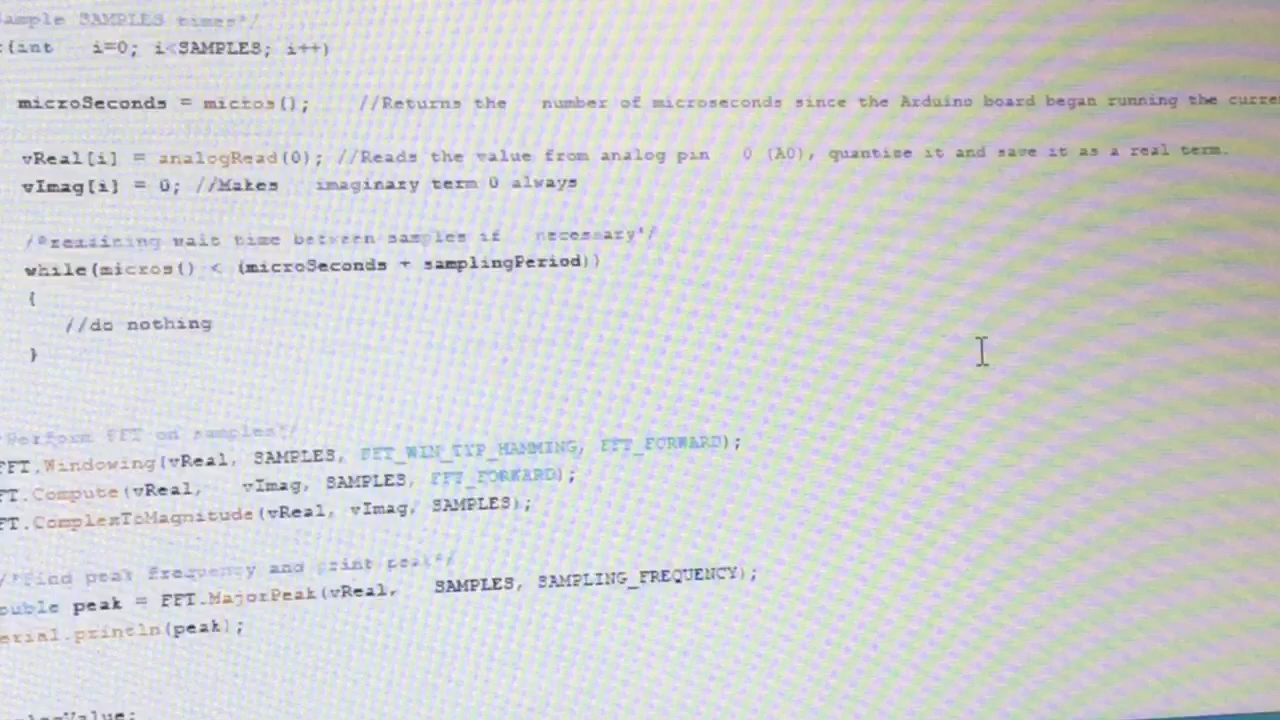 Sample SAMPLES times*/
(int i=0; i<SAMPLES; i++)
microSeconds = micros(); //Returns the number of microseconds since the Arduino board began running the curre
vReal[i] = analogRead(0); //Reads the value from analog pin 0 (A0), quantize it and save it as a real term.
vImag[i] = 0; //Makes imaginary term 0 always
/*remaining wait time between samples if necessary*/
while(micros() < (microSeconds + samplingPeriod))
{
//do nothing
}
Perform FFT on samples*/
FFT.Windowing(vReal, SAMPLES, FFT_WIN_TYP_HAMMING, FFT_FORWARD);
FT.Compute(vReal, vImag, SAMPLES, FFT_FORWARD);
FT.ComplexToMagnitude(vReal, vImag, SAMPLES);
/*Find peak frequency and print peak*/
ouble peak = FFT.MajorPeak(vReal, SAMPLES, SAMPLING_FREQUENCY);
erial.println(peak);